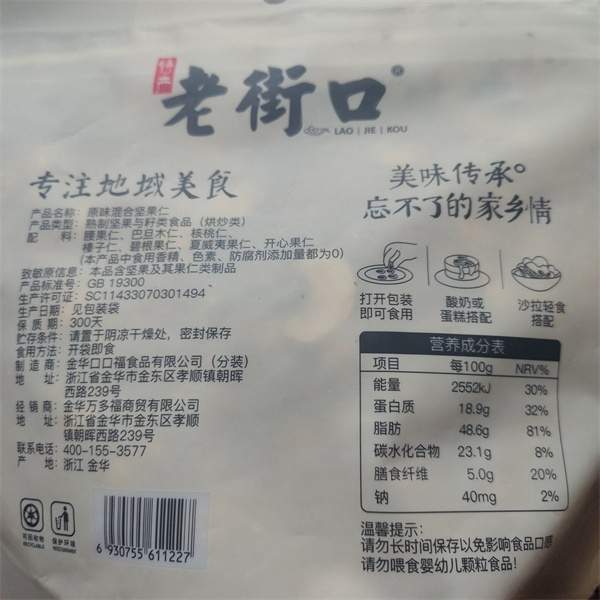 特产
老街口®
LAO | JIE | KOU
专注地域美食
产品名称：原味混合坚果仁
产品类型：熟制坚果与籽类食品（烘炒类）
配 料：腰果仁、巴旦木仁、核桃仁、
榛子仁、碧根果仁、夏威夷果仁、开心果仁
(本产品中食用香精、色素、防腐剂添加量都为0)
致敏原信息：本品含坚果及其果仁类制品
产品标准号：GB 19300
生产许可证：SC11433070301494
生产日期：见包装袋
保 质 期：300天
贮存条件：请置于阴凉干燥处，密封保存
食用方法：开袋即食
制 造 商：金华口口福食品有限公司（分装）
地 址：浙江省金华市金东区孝顺镇朝晖
西路239号
经 销 商：金华万多福商贸有限公司
地 址：浙江省金华市金东区孝顺
镇朝晖西路239号
联系电话：400-155-3577
产 地：浙江 金华
保护环境
6 930755 611227
美味传承
忘不了的家乡情
打开包装
即可食用
酸奶或
蛋糕搭配
沙拉轻食
搭配
营养成分表
项目 每100g NRV%
能量 2552kJ 30%
蛋白质 18.9g 32%
脂肪 48.6g 81%
碳水化合物 23.1g 8%
膳食纤维 5.0g 20%
钠 40mg 2%
温馨提示：
请勿长时间保存以免影响食品口感
请勿喂食婴幼儿颗粒食品！